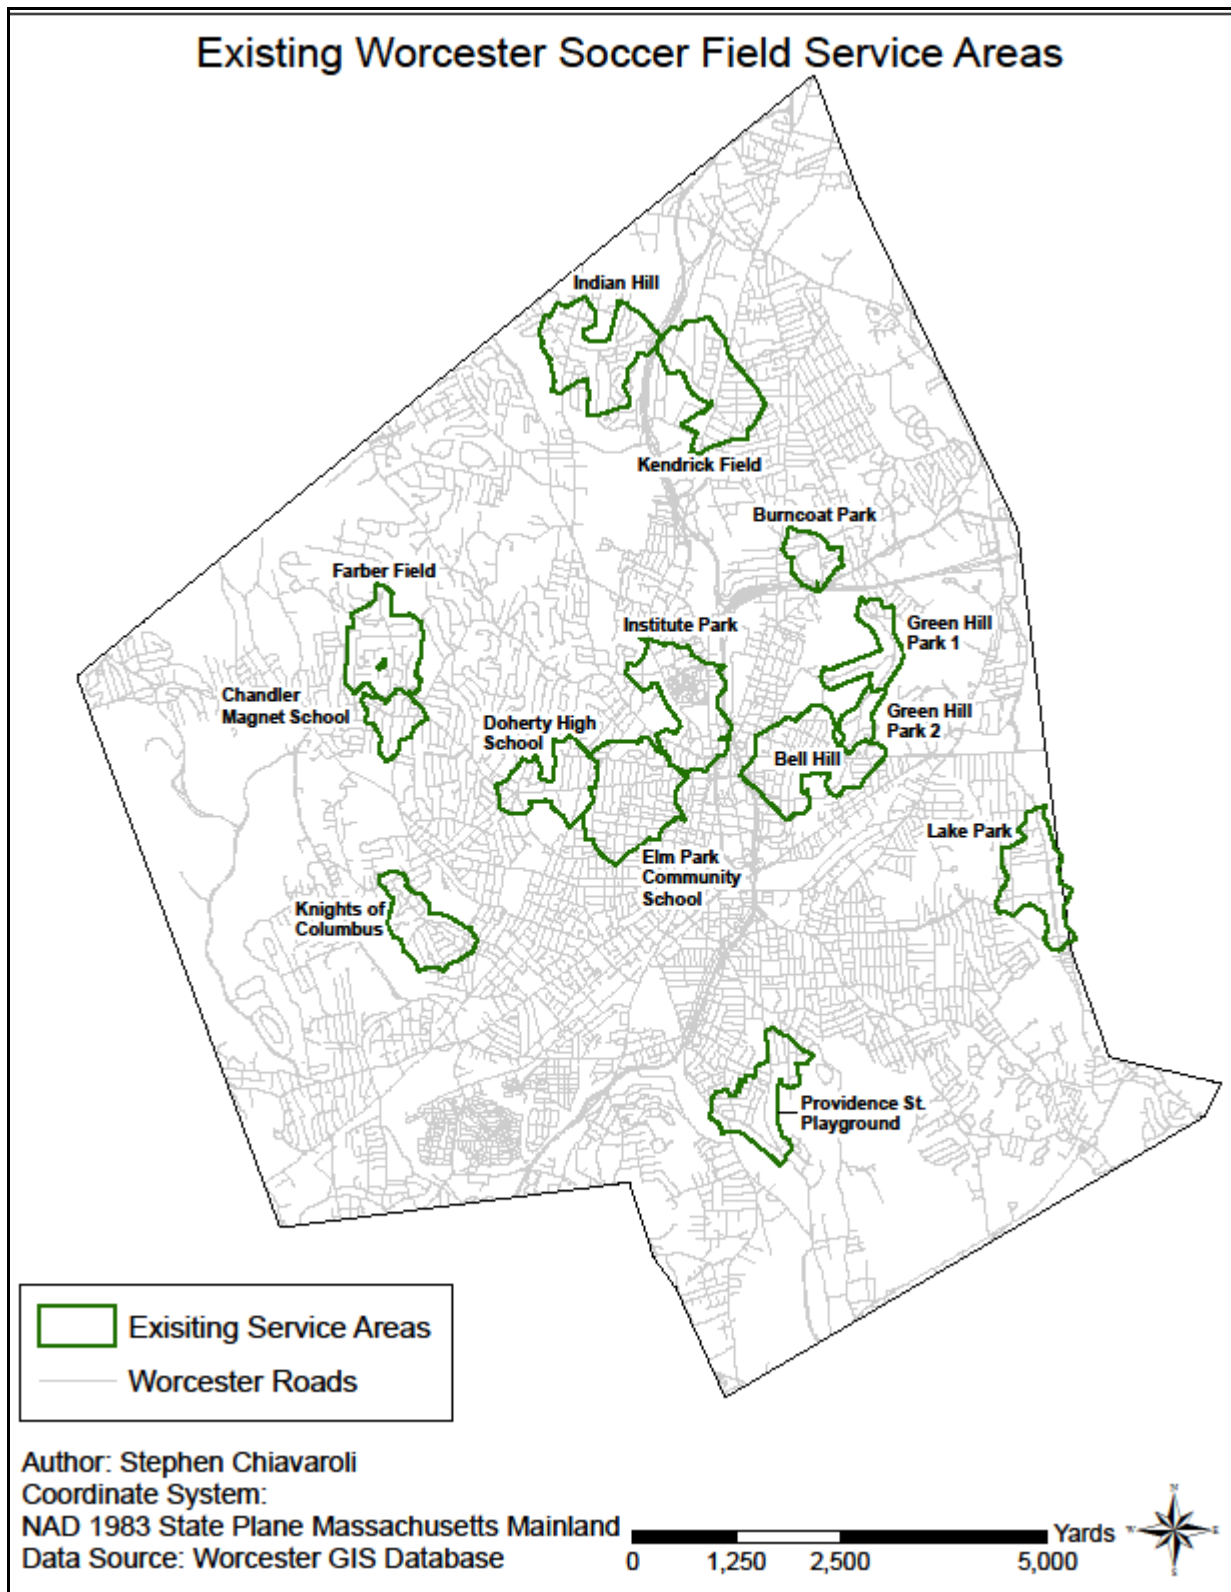 Existing Worcester Soccer Field Service Areas
Indian Hill
Kendrick Field
Burncoat Park
Farber Field
Institute Park
Green Hill
Park 1
Chandler
Magnet School
Doherty High
School
Green Hill
Park 2
Bell Hill
Lake Park
Elm Park
Community
School
Knights of
Columbus
Providence St.
Playground
Exisiting Service Areas
Worcester Roads
Author: Stephen Chiavaroli
Coordinate System:
NAD 1983 State Plane Massachusetts Mainland
Data Source: Worcester GIS Database
Yards
0 1,250 2,500 5,000
N
W E
S